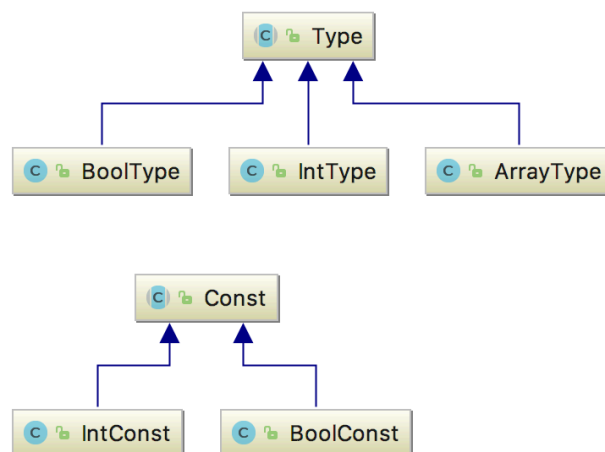 C Type
C BoolType C IntType C ArrayType
C Const
C IntConst C BoolConst